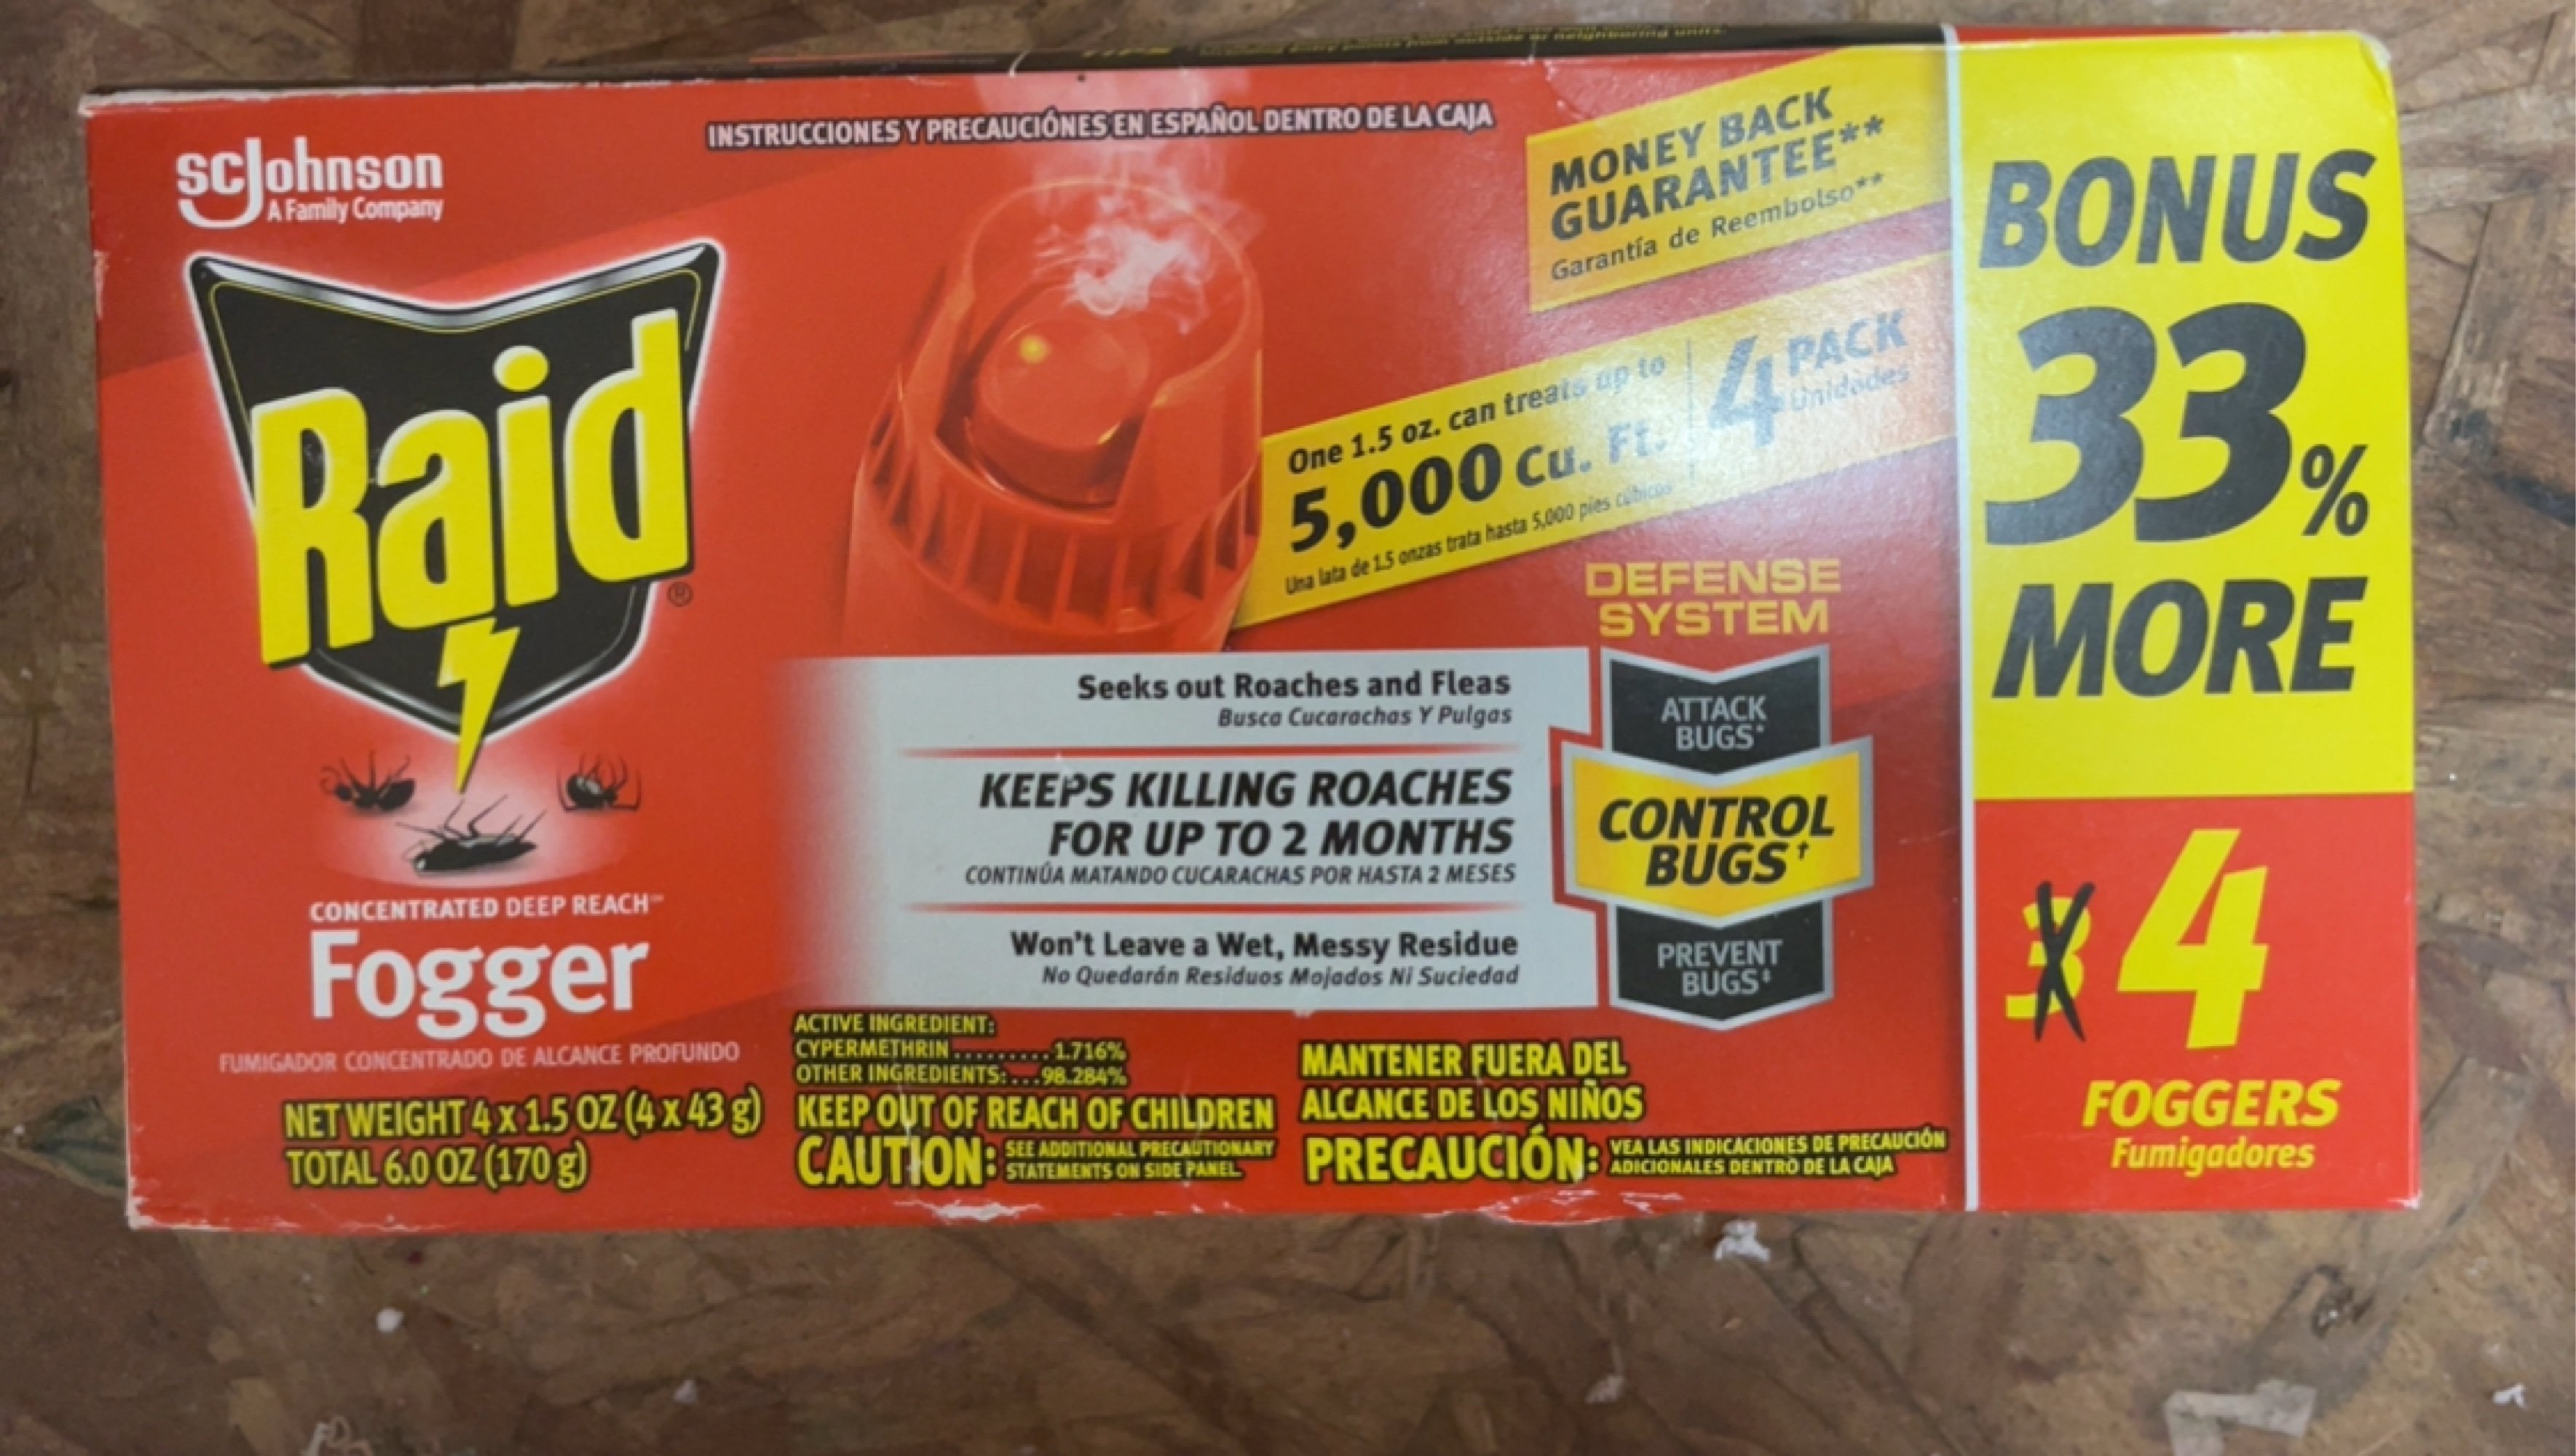 including entry points from outside or neighboring units.
INSTRUCCIONES Y PRECAUCIÓNES EN ESPAÑOL DENTRO DE LA CAJA
scJohnson
A Family Company
Raid
®
CONCENTRATED DEEP REACH™
Fogger
FUMIGADOR CONCENTRADO DE ALCANCE PROFUNDO
NET WEIGHT 4 x 1.5 OZ (4 x 43 g)
TOTAL 6.0 OZ (170 g)
MONEY BACK
GUARANTEE**
Garantía de Reembolso**
One 1.5 oz. can treats up to
5,000 Cu. Ft.
Una lata de 1.5 onzas trata hasta 5,000 pies cúbicos
4 PACK
Unidades
DEFENSE
SYSTEM
ATTACK
BUGS*
CONTROL
BUGS†
PREVENT
BUGS‡
Seeks out Roaches and Fleas
Busca Cucarachas Y Pulgas
KEEPS KILLING ROACHES
FOR UP TO 2 MONTHS
CONTINÚA MATANDO CUCARACHAS POR HASTA 2 MESES
Won't Leave a Wet, Messy Residue
No Quedarán Residuos Mojados Ni Suciedad
ACTIVE INGREDIENT:
CYPERMETHRIN.........1.716%
OTHER INGREDIENTS:...98.284%
KEEP OUT OF REACH OF CHILDREN
CAUTION: SEE ADDITIONAL PRECAUTIONARY
STATEMENTS ON SIDE PANEL.
MANTENER FUERA DEL
ALCANCE DE LOS NIÑOS
PRECAUCIÓN: VEA LAS INDICACIONES DE PRECAUCIÓN
ADICIONALES DENTRO DE LA CAJA
BONUS
33%
MORE
3 4
FOGGERS
Fumigadores